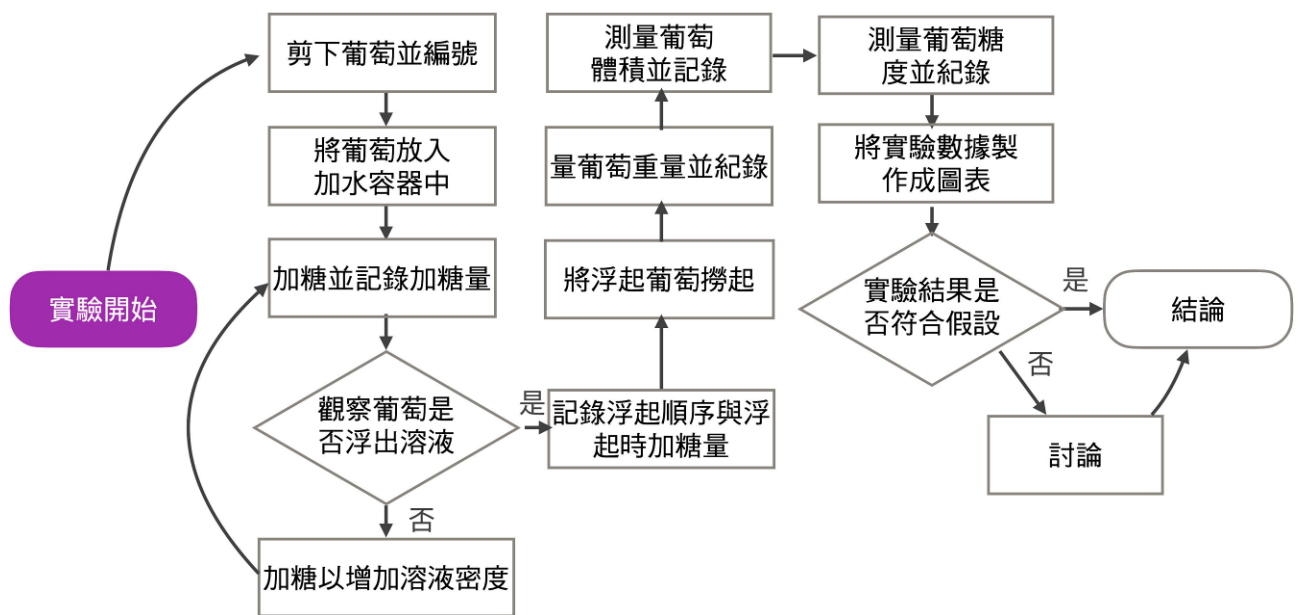 實驗開始
剪下葡萄並編號
將葡萄放入
加水容器中
加糖並記錄加糖量
觀察葡萄是
否浮出溶液
否
加糖以增加溶液密度
是
記錄浮起順序與浮
起時加糖量
將浮起葡萄撈起
量葡萄重量並紀錄
測量葡萄
體積並記錄
測量葡萄糖
度並紀錄
將實驗數據製
作成圖表
實驗結果是
否符合假設
是
否
討論
結論